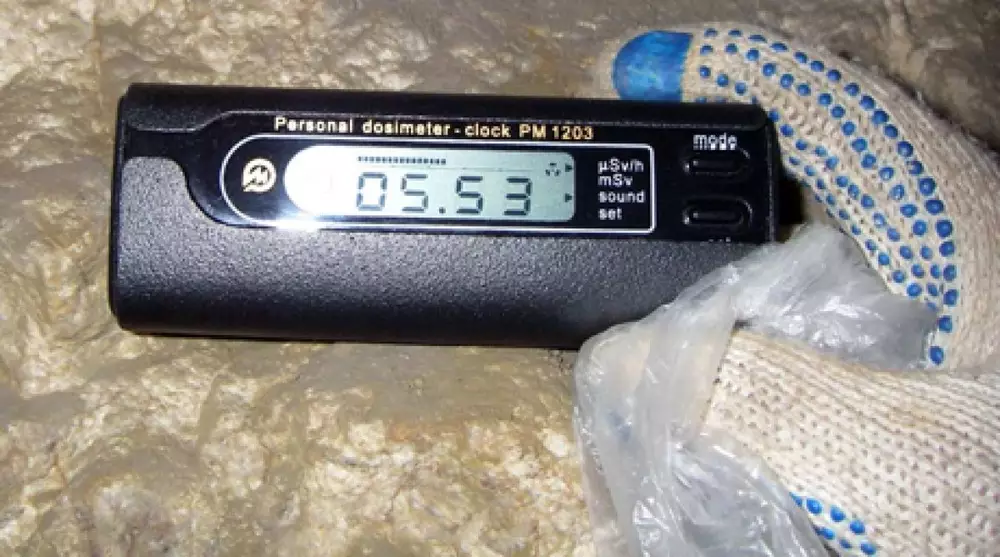 Personal dosimeter - clock PM 1203
mode
05.53
µSv/h
mSv
sound
set